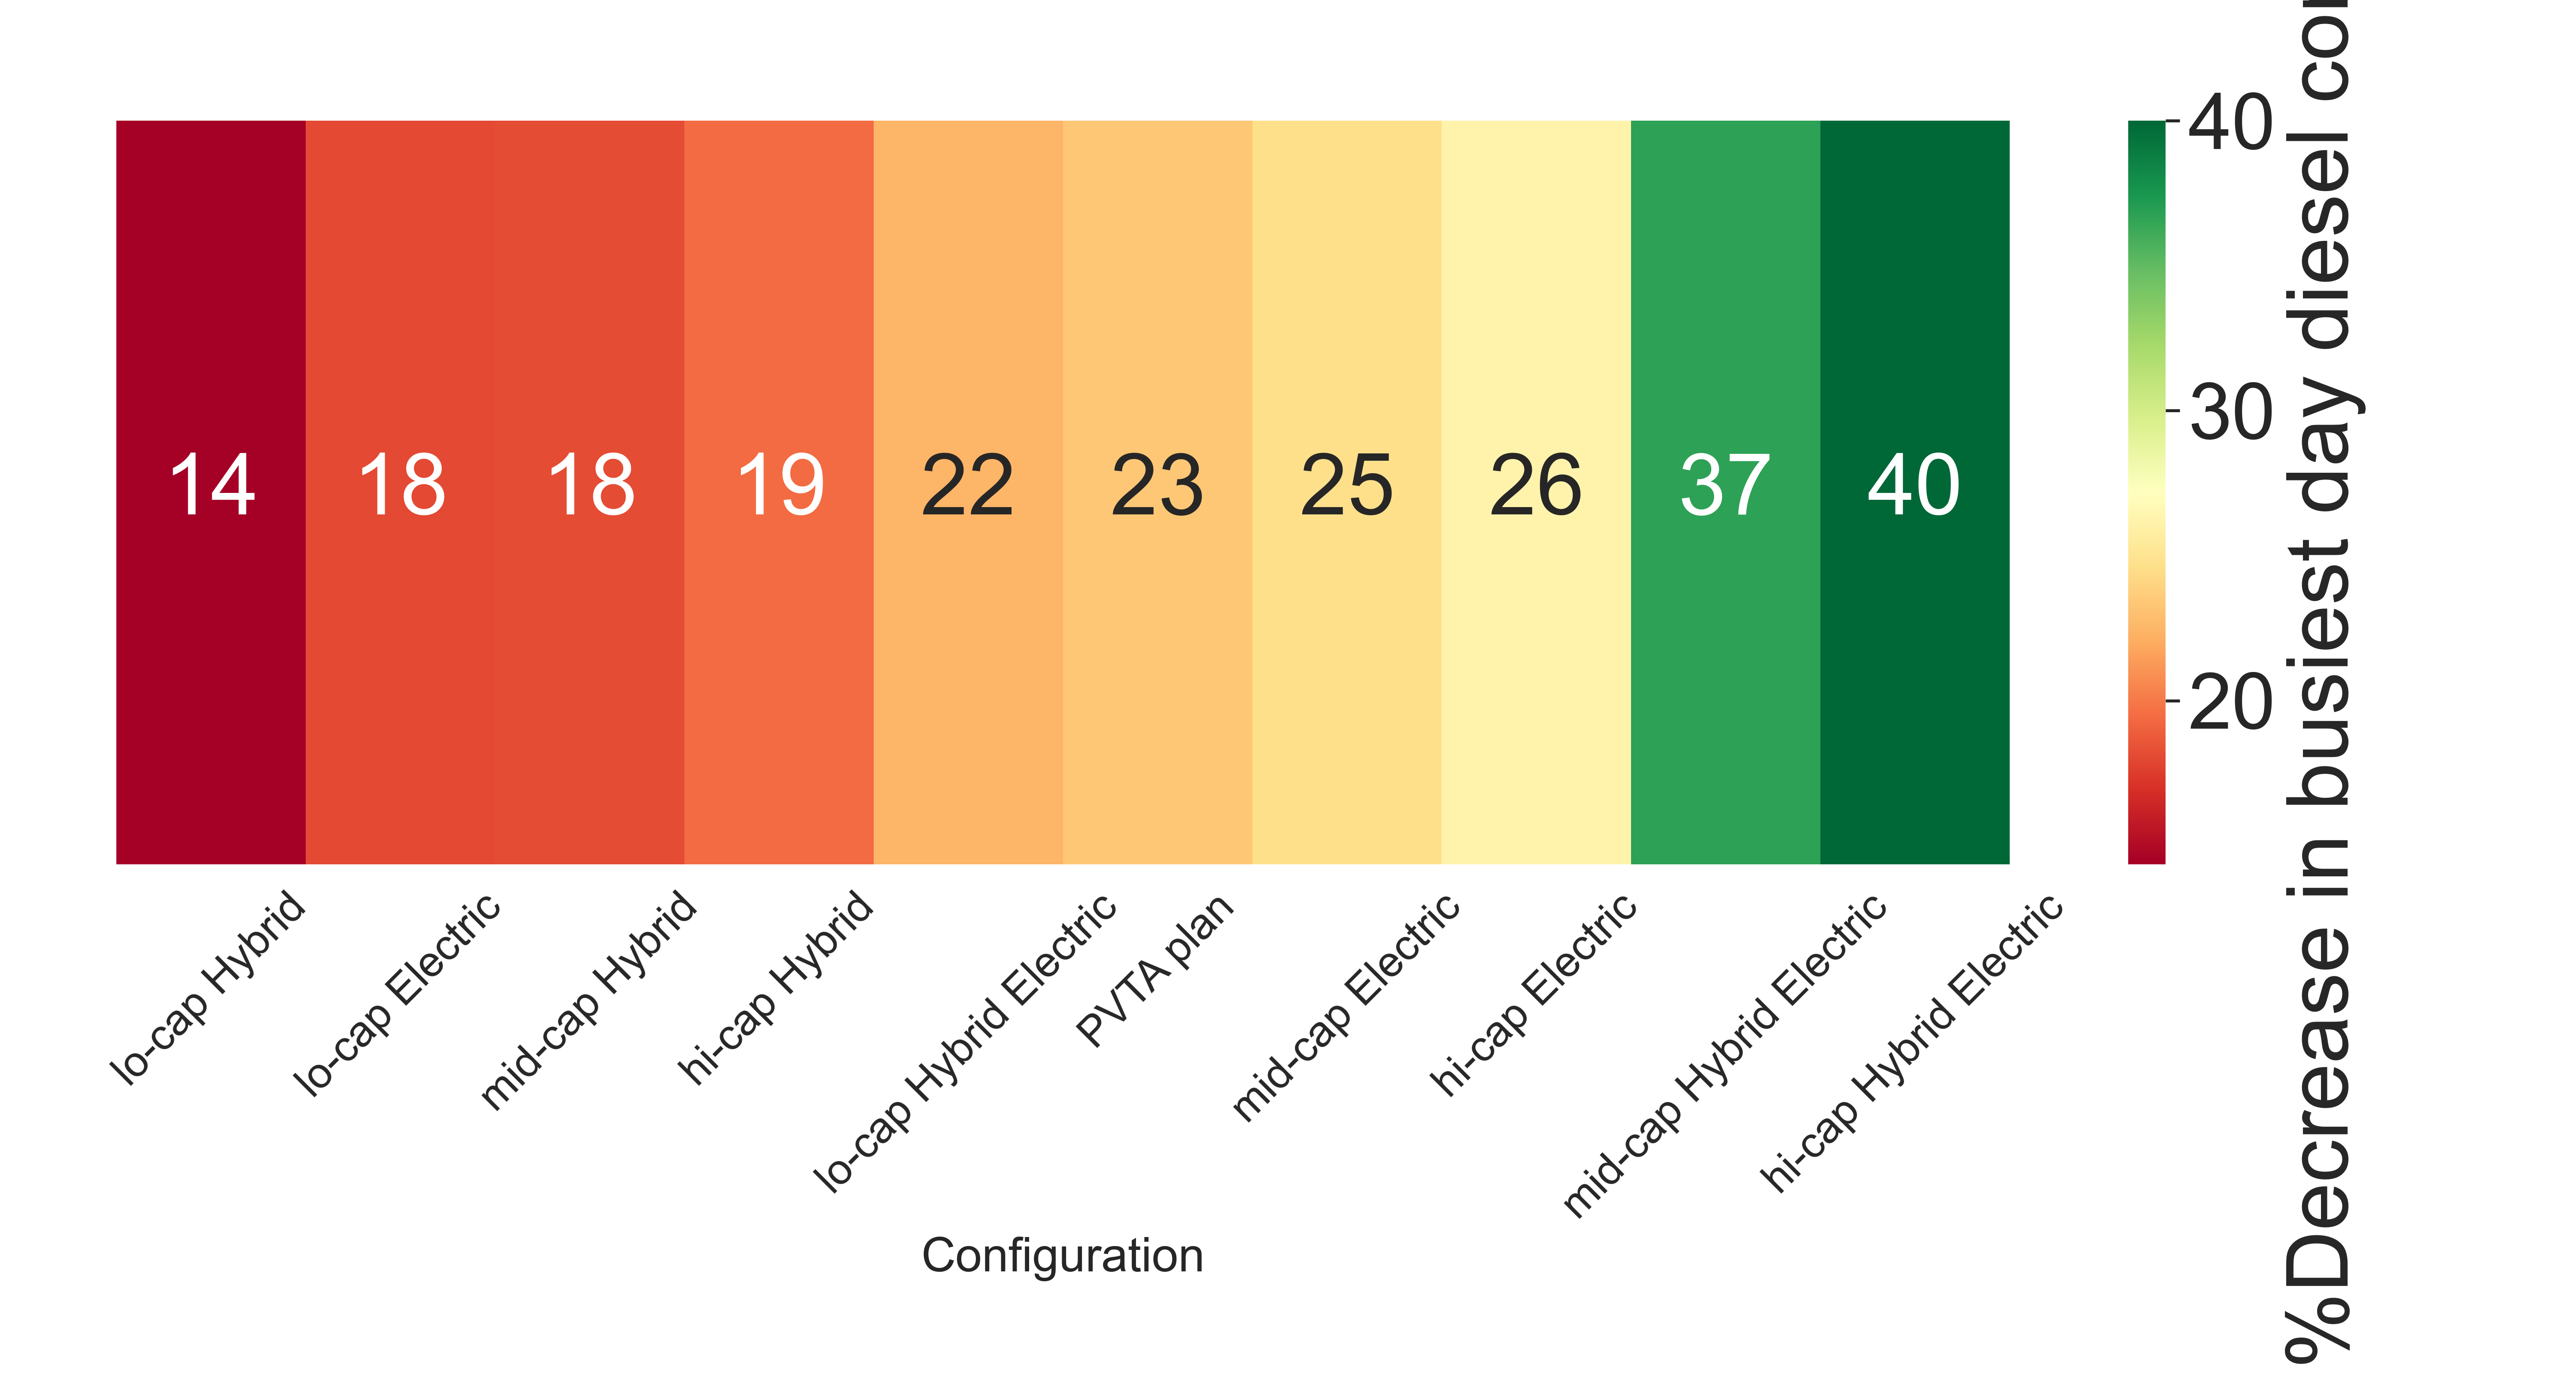 14 18 18 19 22 23 25 26 37 40
lo-cap Hybrid
lo-cap Electric
mid-cap Hybrid
hi-cap Hybrid
lo-cap Hybrid Electric
PVTA plan
mid-cap Electric
hi-cap Electric
mid-cap Hybrid Electric
hi-cap Hybrid Electric
Configuration
40
30
20
%Decrease in busiest day diesel